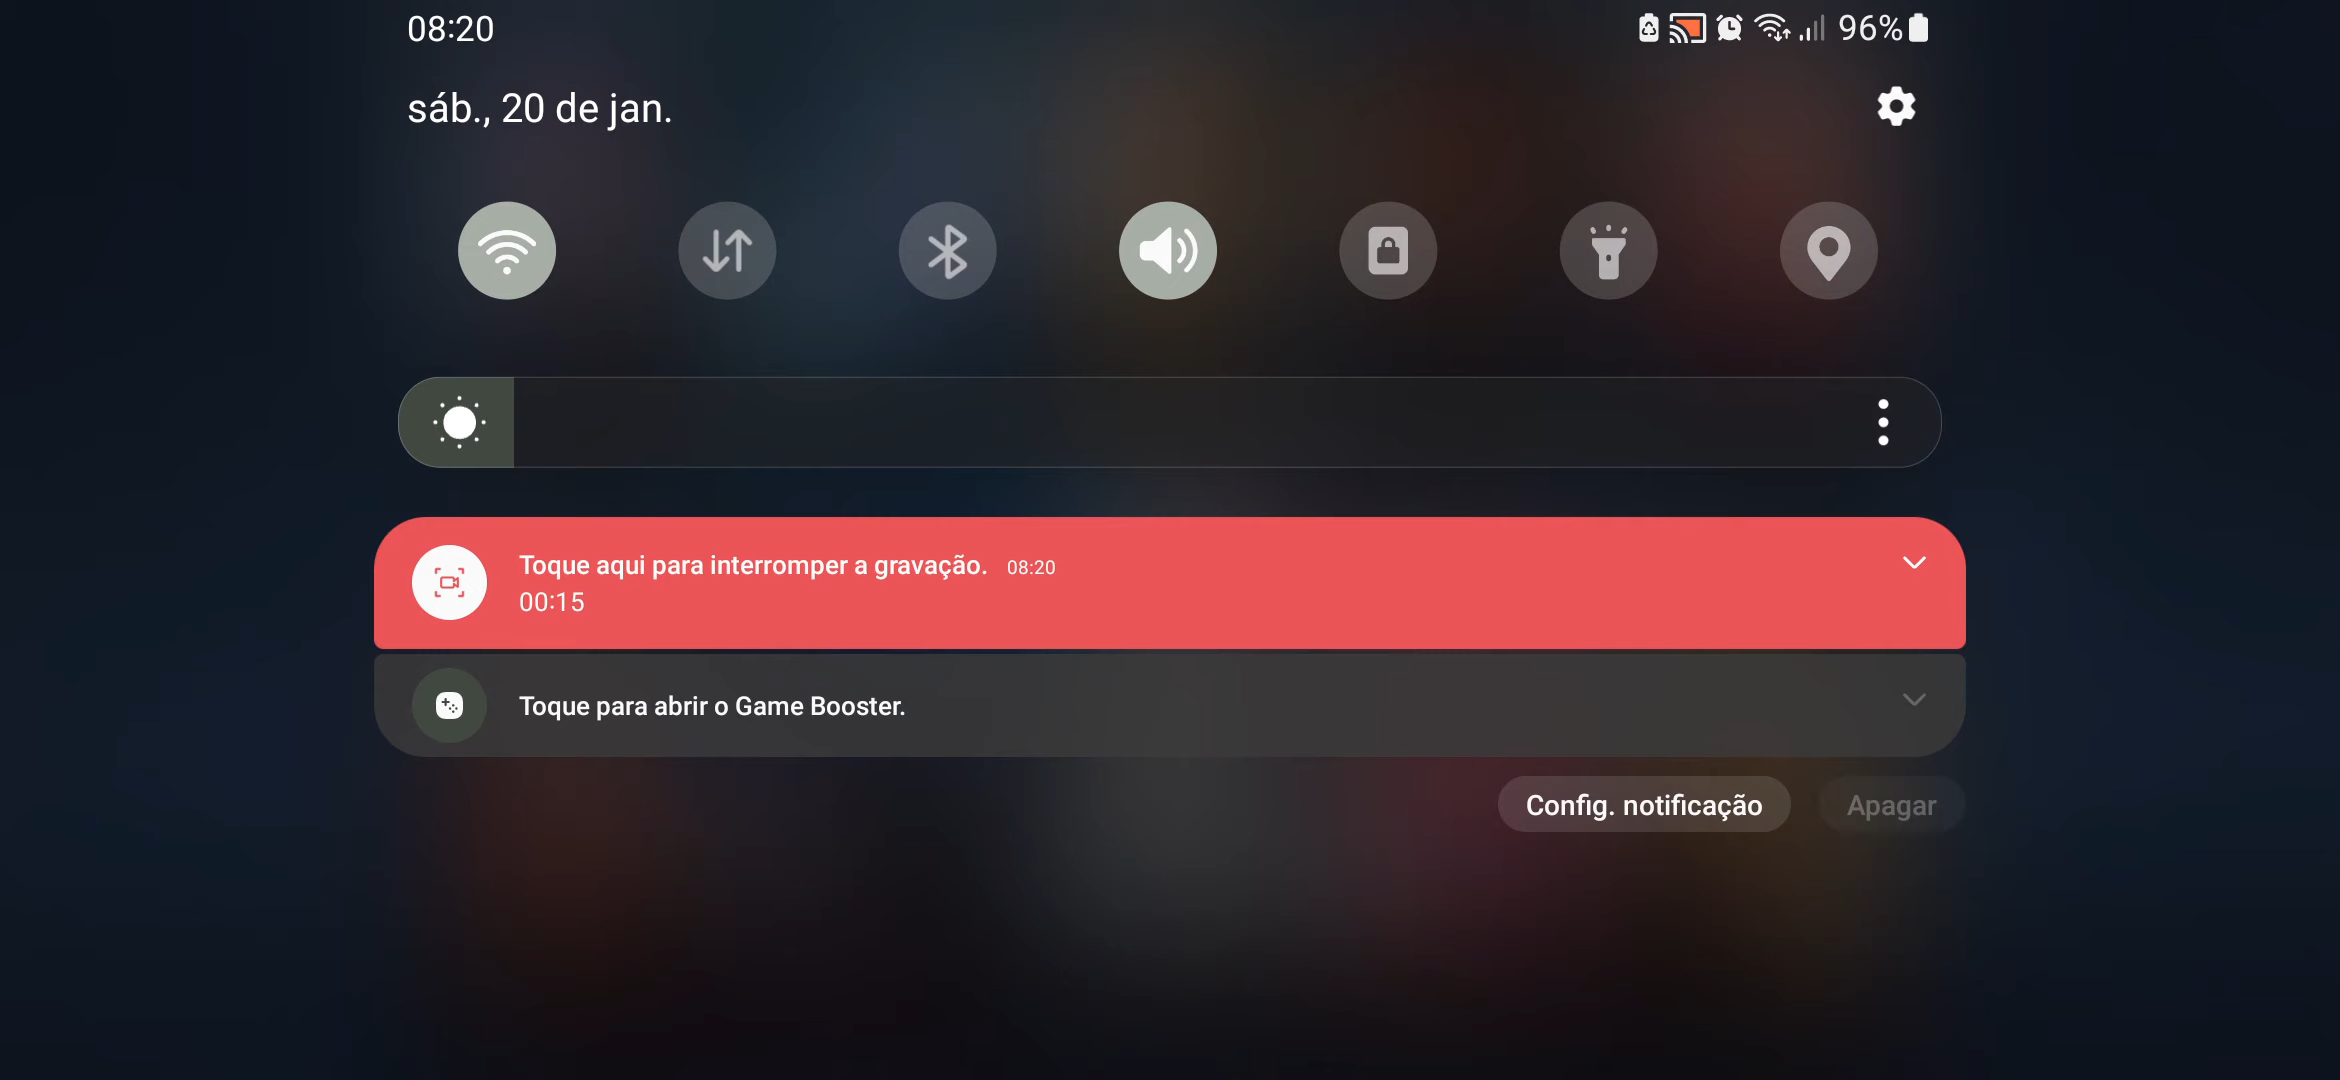 08:20
96%
sáb., 20 de jan.
Toque aqui para interromper a gravação. 08:20
00:15
Toque para abrir o Game Booster.
Config. notificação
Apagar